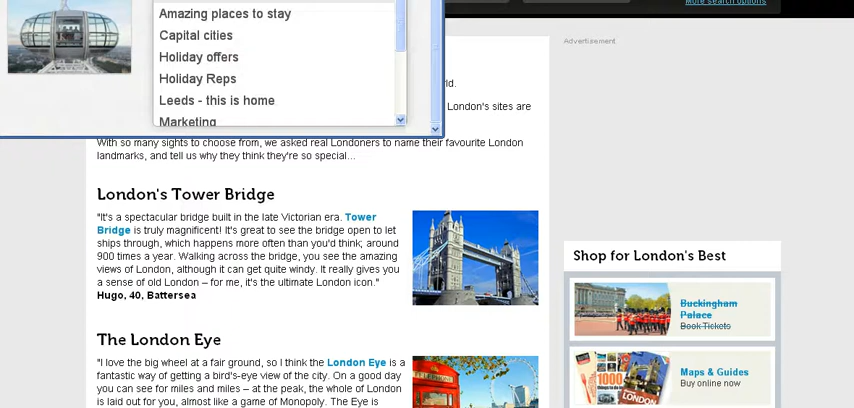 More search options
Amazing places to stay
Capital cities
Holiday offers
Holiday Reps
Leeds - this is home
Marketing
Advertisement
London's sites are
With so many sights to choose from, we asked real Londoners to name their favourite London
landmarks, and tell us why they think they're so special...
London's Tower Bridge
"It's a spectacular bridge built in the late Victorian era. Tower
Bridge is truly magnificent! It's great to see the bridge open to let
ships through, which happens more often than you'd think; around
900 times a year. Walking across the bridge, you see the amazing
views of London, although it can get quite windy. It really gives you
a sense of old London – for me, it's the ultimate London icon."
Hugo, 40, Battersea
The London Eye
"I love the big wheel at a fair ground, so I think the London Eye is a
fantastic way of getting a bird's-eye view of the city. On a good day
you can see for miles and miles – at the peak, the whole of London
is laid out for you, almost like a game of Monopoly. The Eye is
Shop for London's Best
Buckingham
Palace
Book Tickets
1000
LONDON
Maps & Guides
Buy online now